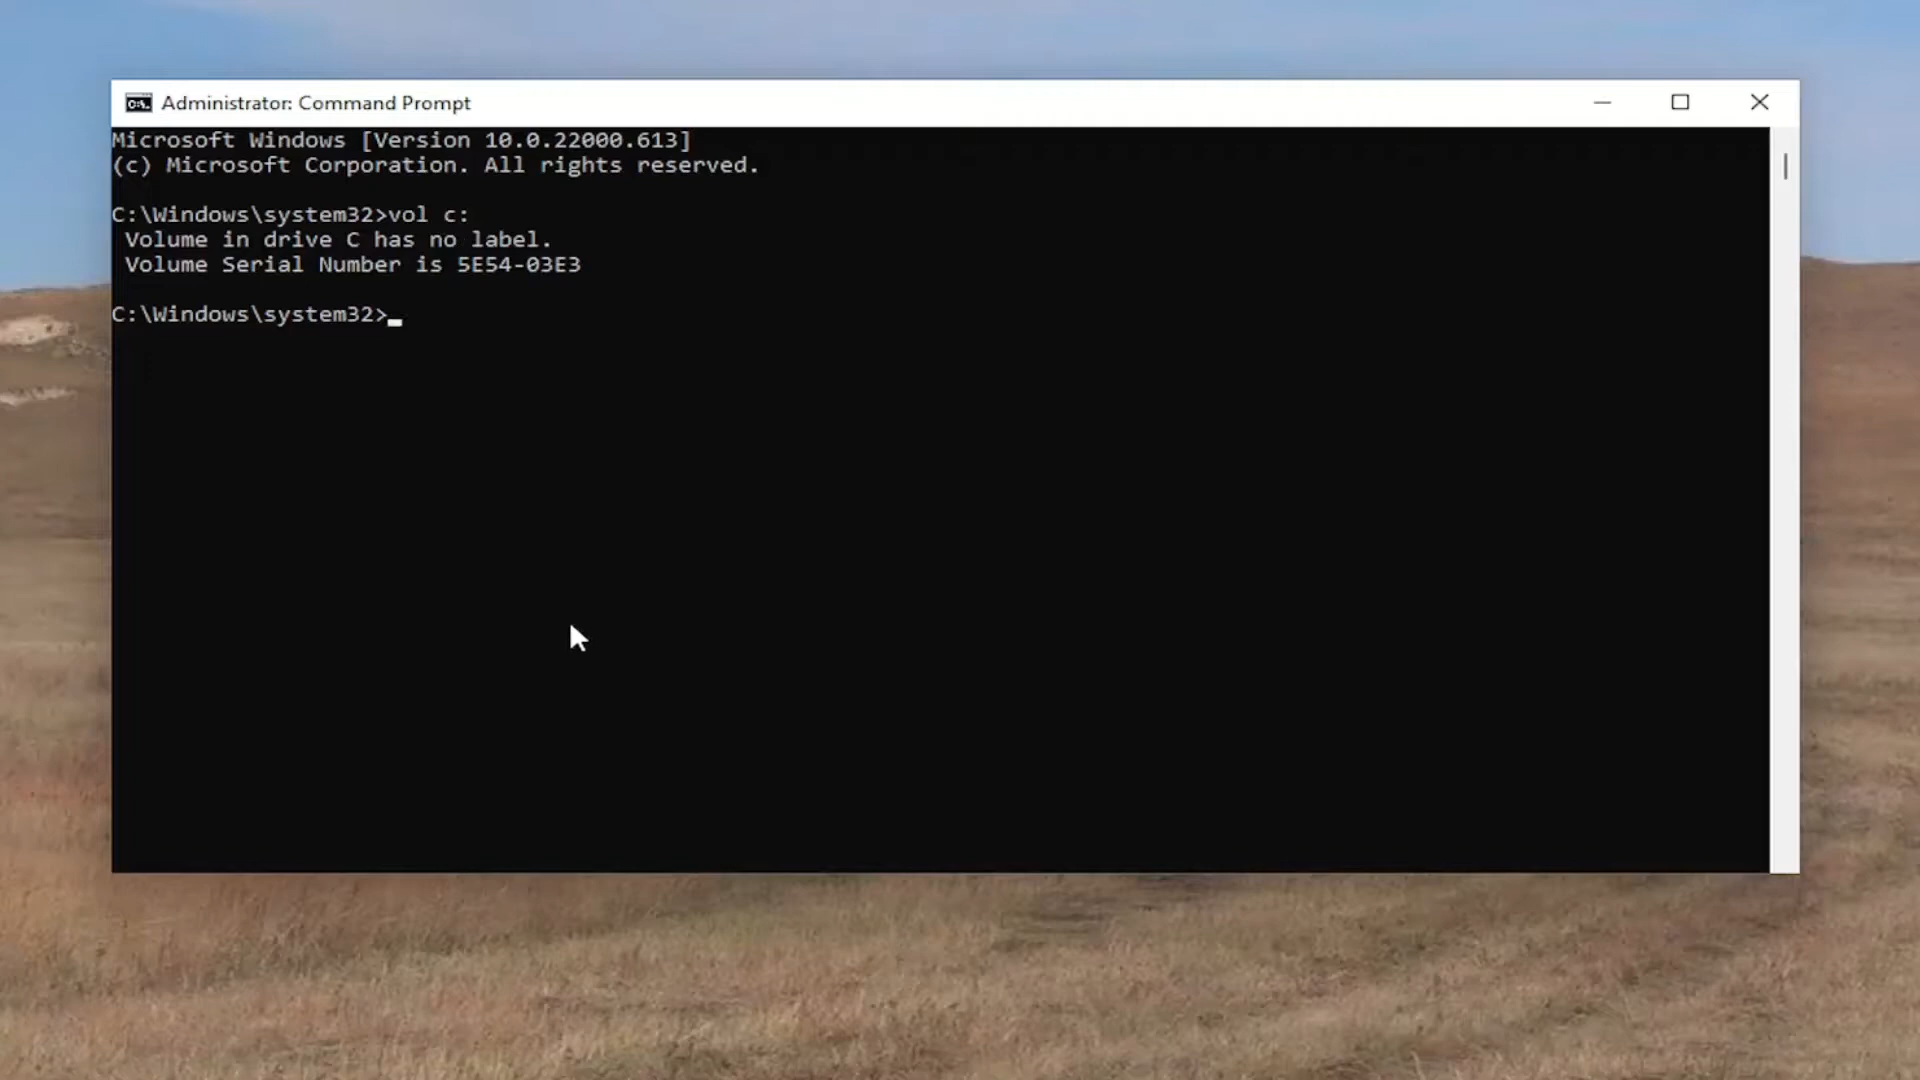 Administrator: Command Prompt
Microsoft Windows [Version 10.0.22000.613]
(c) Microsoft Corporation. All rights reserved.
C:\Windows\system32>vol c:
Volume in drive C has no label.
Volume Serial Number is 5E54-03E3
C:\Windows\system32>